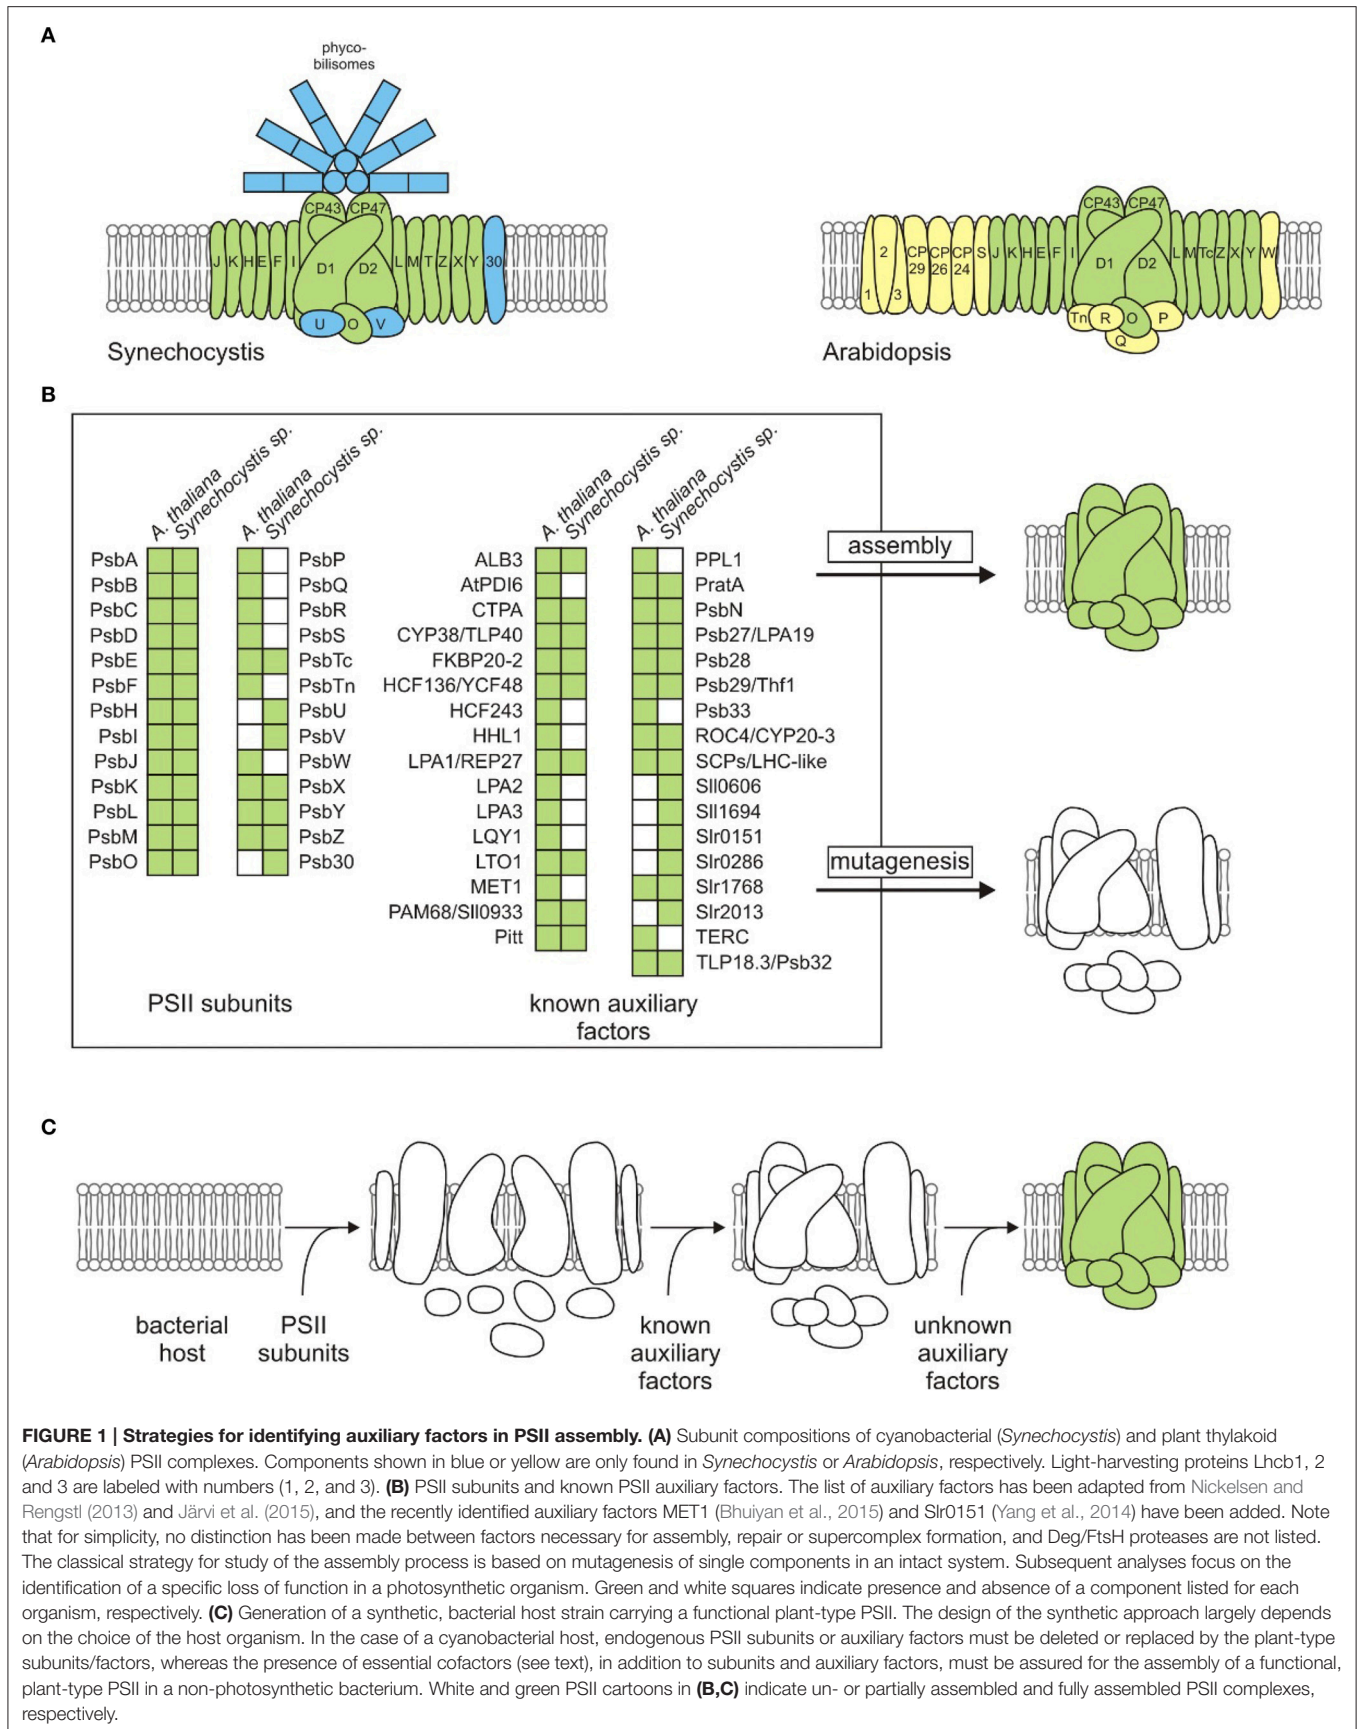 A
phyco-
bilisomes
CP43 CP47
J K H E F I D1 D2 L M T Z X Y 30
U O V
Synechocystis
CP43 CP47
1 2 3 CP 29 CP 26 CP 24 S J K H E F I D1 D2 L M Tc Z X Y W
Tn R O P
Q
Arabidopsis
B
A. thaliana
Synechocystis sp.
A. thaliana
Synechocystis sp.
A. thaliana
Synechocystis sp.
A. thaliana
Synechocystis sp.
PsbA
PsbB
PsbC
PsbD
PsbE
PsbF
PsbH
PsbI
PsbJ
PsbK
PsbL
PsbM
PsbO
PsbP
PsbQ
PsbR
PsbS
PsbTc
PsbTn
PsbU
PsbV
PsbW
PsbX
PsbY
PsbZ
Psb30
PSII subunits
ALB3
AtPDI6
CTPA
CYP38/TLP40
FKBP20-2
HCF136/YCF48
HCF243
HHL1
LPA1/REP27
LPA2
LPA3
LQY1
LTO1
MET1
PAM68/Sll0933
Pitt
PPL1
PratA
PsbN
Psb27/LPA19
Psb28
Psb29/Thf1
Psb33
ROC4/CYP20-3
SCPs/LHC-like
Sll0606
Sll1694
Slr0151
Slr0286
Slr1768
Slr2013
TERC
TLP18.3/Psb32
known auxiliary
factors
assembly
mutagenesis
C
bacterial
host
PSII
subunits
known
auxiliary
factors
unknown
auxiliary
factors
FIGURE 1 | Strategies for identifying auxiliary factors in PSII assembly. (A) Subunit compositions of cyanobacterial (Synechocystis) and plant thylakoid
(Arabidopsis) PSII complexes. Components shown in blue or yellow are only found in Synechocystis or Arabidopsis, respectively. Light-harvesting proteins Lhcb1, 2
and 3 are labeled with numbers (1, 2, and 3). (B) PSII subunits and known PSII auxiliary factors. The list of auxiliary factors has been adapted from Nickelsen and
Rengstl (2013) and Järvi et al. (2015), and the recently identified auxiliary factors MET1 (Bhuiyan et al., 2015) and Slr0151 (Yang et al., 2014) have been added. Note
that for simplicity, no distinction has been made between factors necessary for assembly, repair or supercomplex formation, and Deg/FtsH proteases are not listed.
The classical strategy for study of the assembly process is based on mutagenesis of single components in an intact system. Subsequent analyses focus on the
identification of a specific loss of function in a photosynthetic organism. Green and white squares indicate presence and absence of a component listed for each
organism, respectively. (C) Generation of a synthetic, bacterial host strain carrying a functional plant-type PSII. The design of the synthetic approach largely depends
on the choice of the host organism. In the case of a cyanobacterial host, endogenous PSII subunits or auxiliary factors must be deleted or replaced by the plant-type
subunits/factors, whereas the presence of essential cofactors (see text), in addition to subunits and auxiliary factors, must be assured for the assembly of a functional,
plant-type PSII in a non-photosynthetic bacterium. White and green PSII cartoons in (B,C) indicate un- or partially assembled and fully assembled PSII complexes,
respectively.